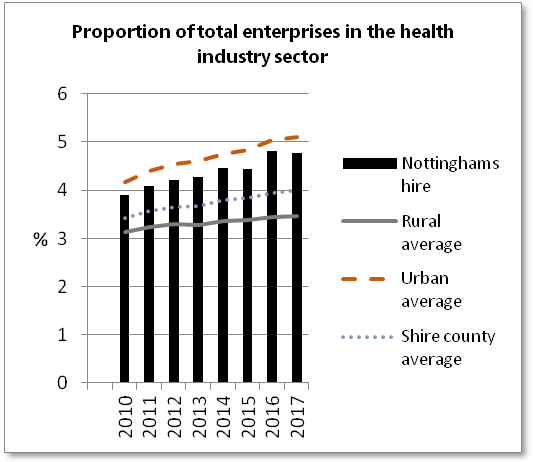 Proportion of total enterprises in the health
industry sector
6
5
4
3
2
1
0
%
2010
2011
2012
2013
2014
2015
2016
2017
Nottinghams
hire
Rural
average
Urban
average
Shire county
average